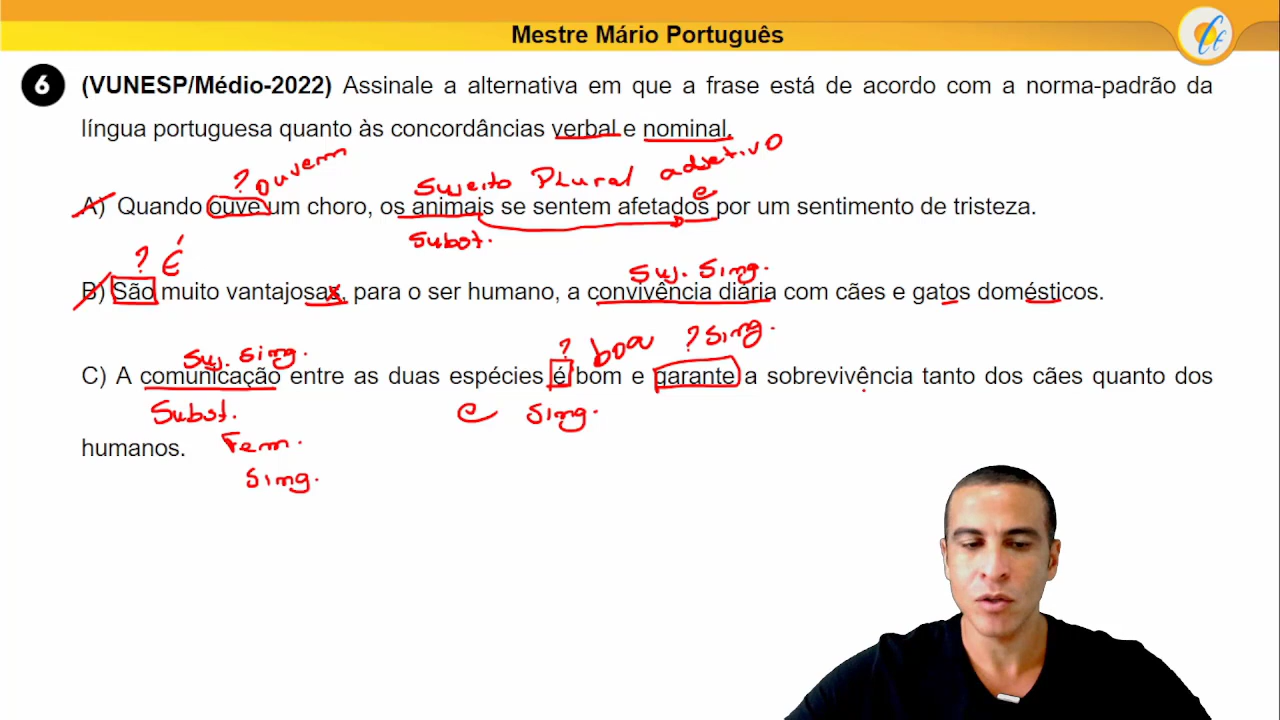 Mestre Mário Português
6 (VUNESP/Médio-2022) Assinale a alternativa em que a frase está de acordo com a norma-padrão da
língua portuguesa quanto às concordâncias verbal e nominal.
? ouvem Sujeito Plural adjetivo
A) Quando ouve um choro, os animais se sentem afetados por um sentimento de tristeza.
Subst.
? É Suj. Sing.
B) São muito vantajosas, para o ser humano, a convivência diária com cães e gatos domésticos.
Suj. Sing. ? boa ? Sing.
C) A comunicação entre as duas espécies é bom e garante a sobrevivência tanto dos cães quanto dos
Subst. Sing.
humanos. Fem.
Sing.